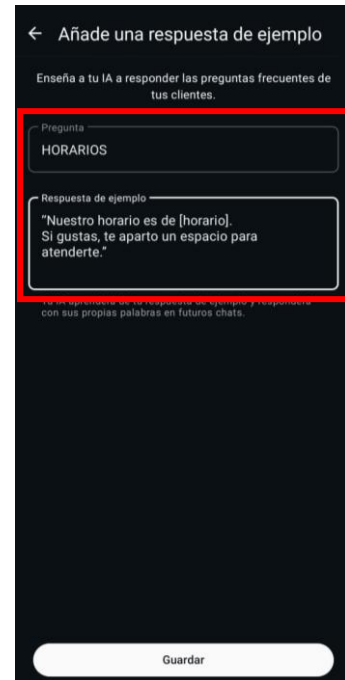 Añade una respuesta de ejemplo
Enseña a tu IA a responder las preguntas frecuentes de
tus clientes.
Pregunta
HORARIOS
Respuesta de ejemplo
“Nuestro horario es de [horario].
Si gustas, te aparto un espacio para
atenderte.”
Tu IA aprenderá de tu respuesta de ejemplo y responderá
con sus propias palabras en futuros chats.
Guardar